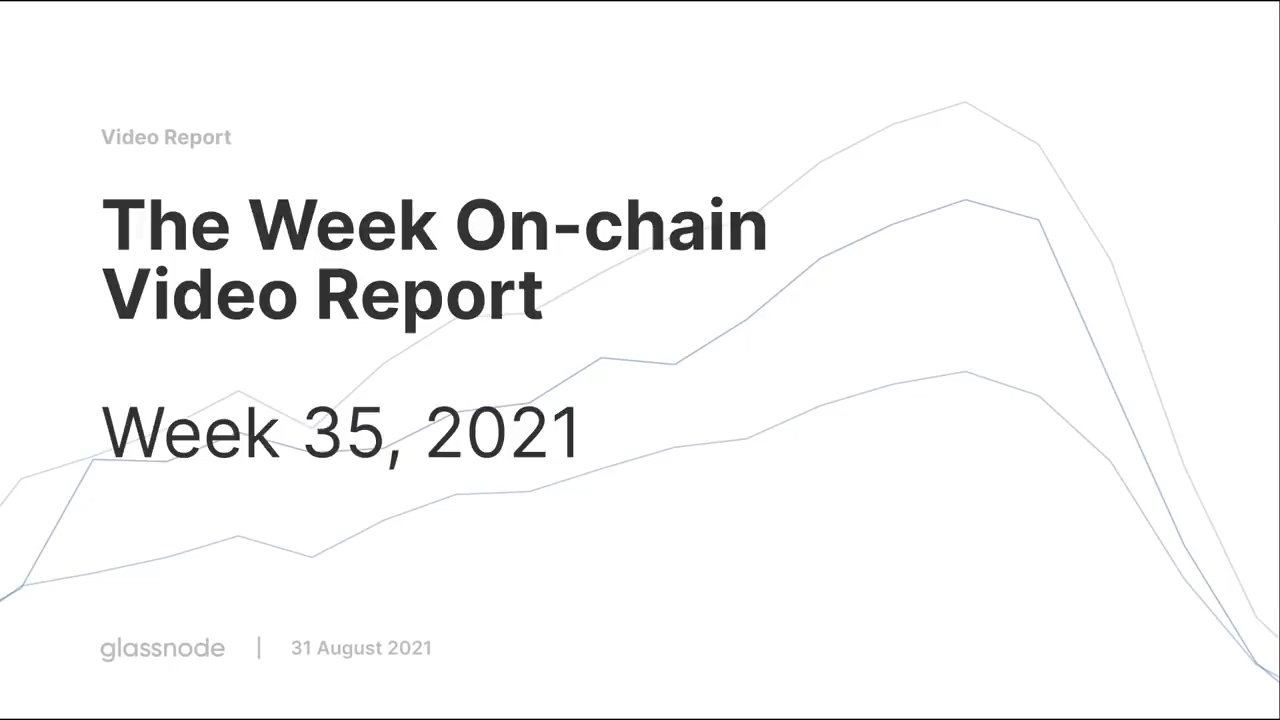 Video Report
The Week On-chain
Video Report
Week 35, 2021
glassnode | 31 August 2021